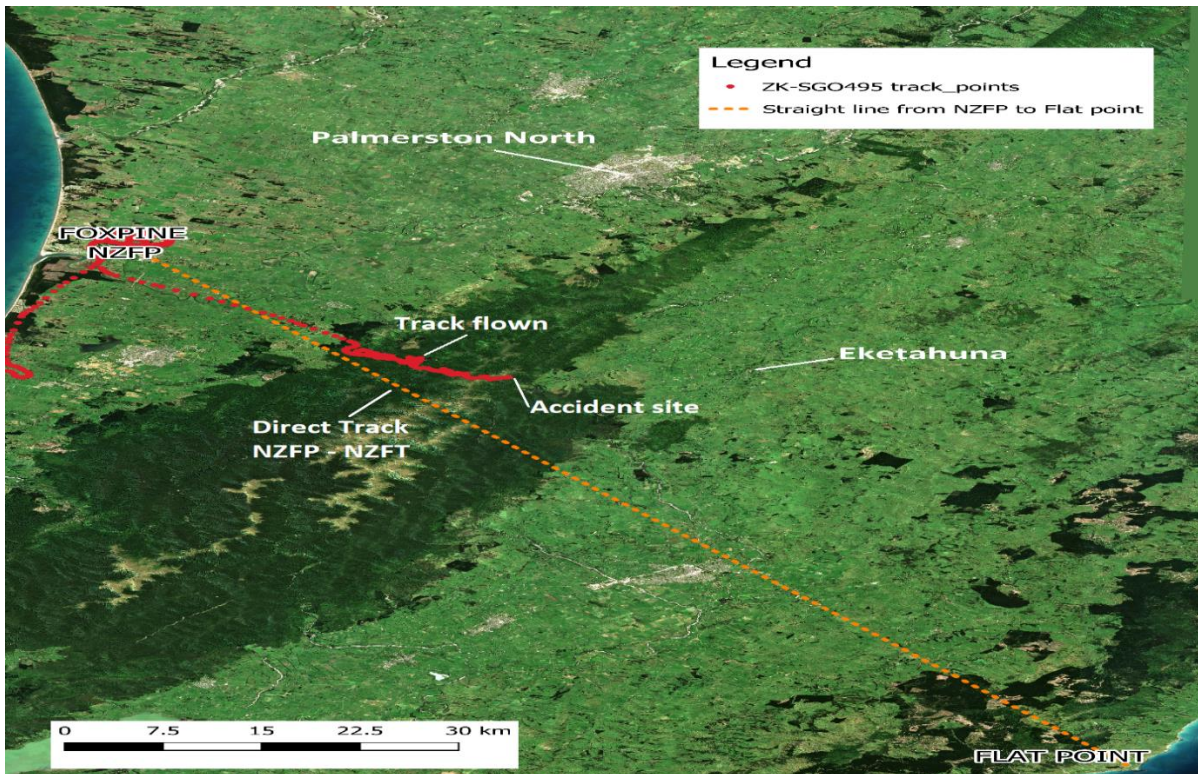 Legend
ZK-SGO495 track_points
Straight line from NZFP to Flat point
Palmerston North
FOXPINE
NZFP
Track flown
Eketahuna
Accident site
Direct Track
NZFP - NZFT
0 7.5 15 22.5 30 km
FLAT POINT